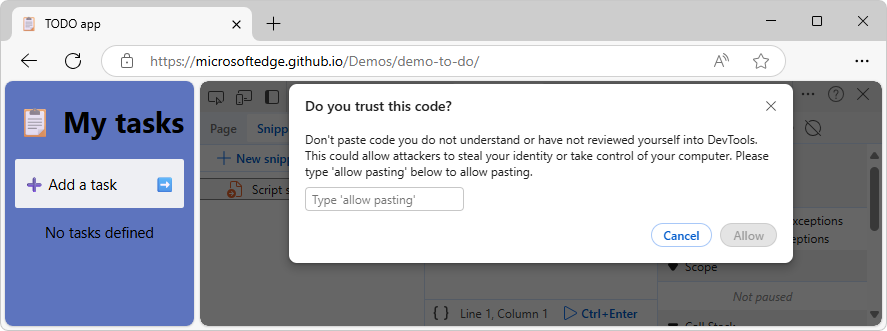 TODO app
https://microsoftedge.github.io/Demos/demo-to-do/
My tasks
Add a task
No tasks defined
Page
Snipp
New snipp
Script s
Do you trust this code?
Don't paste code you do not understand or have not reviewed yourself into DevTools.
This could allow attackers to steal your identity or take control of your computer. Please
type 'allow pasting' below to allow pasting.
Type 'allow pasting'
Cancel
Allow
xceptions
eptions
Scope
Not paused
{ } Line 1, Column 1
Ctrl+Enter
Call Stack